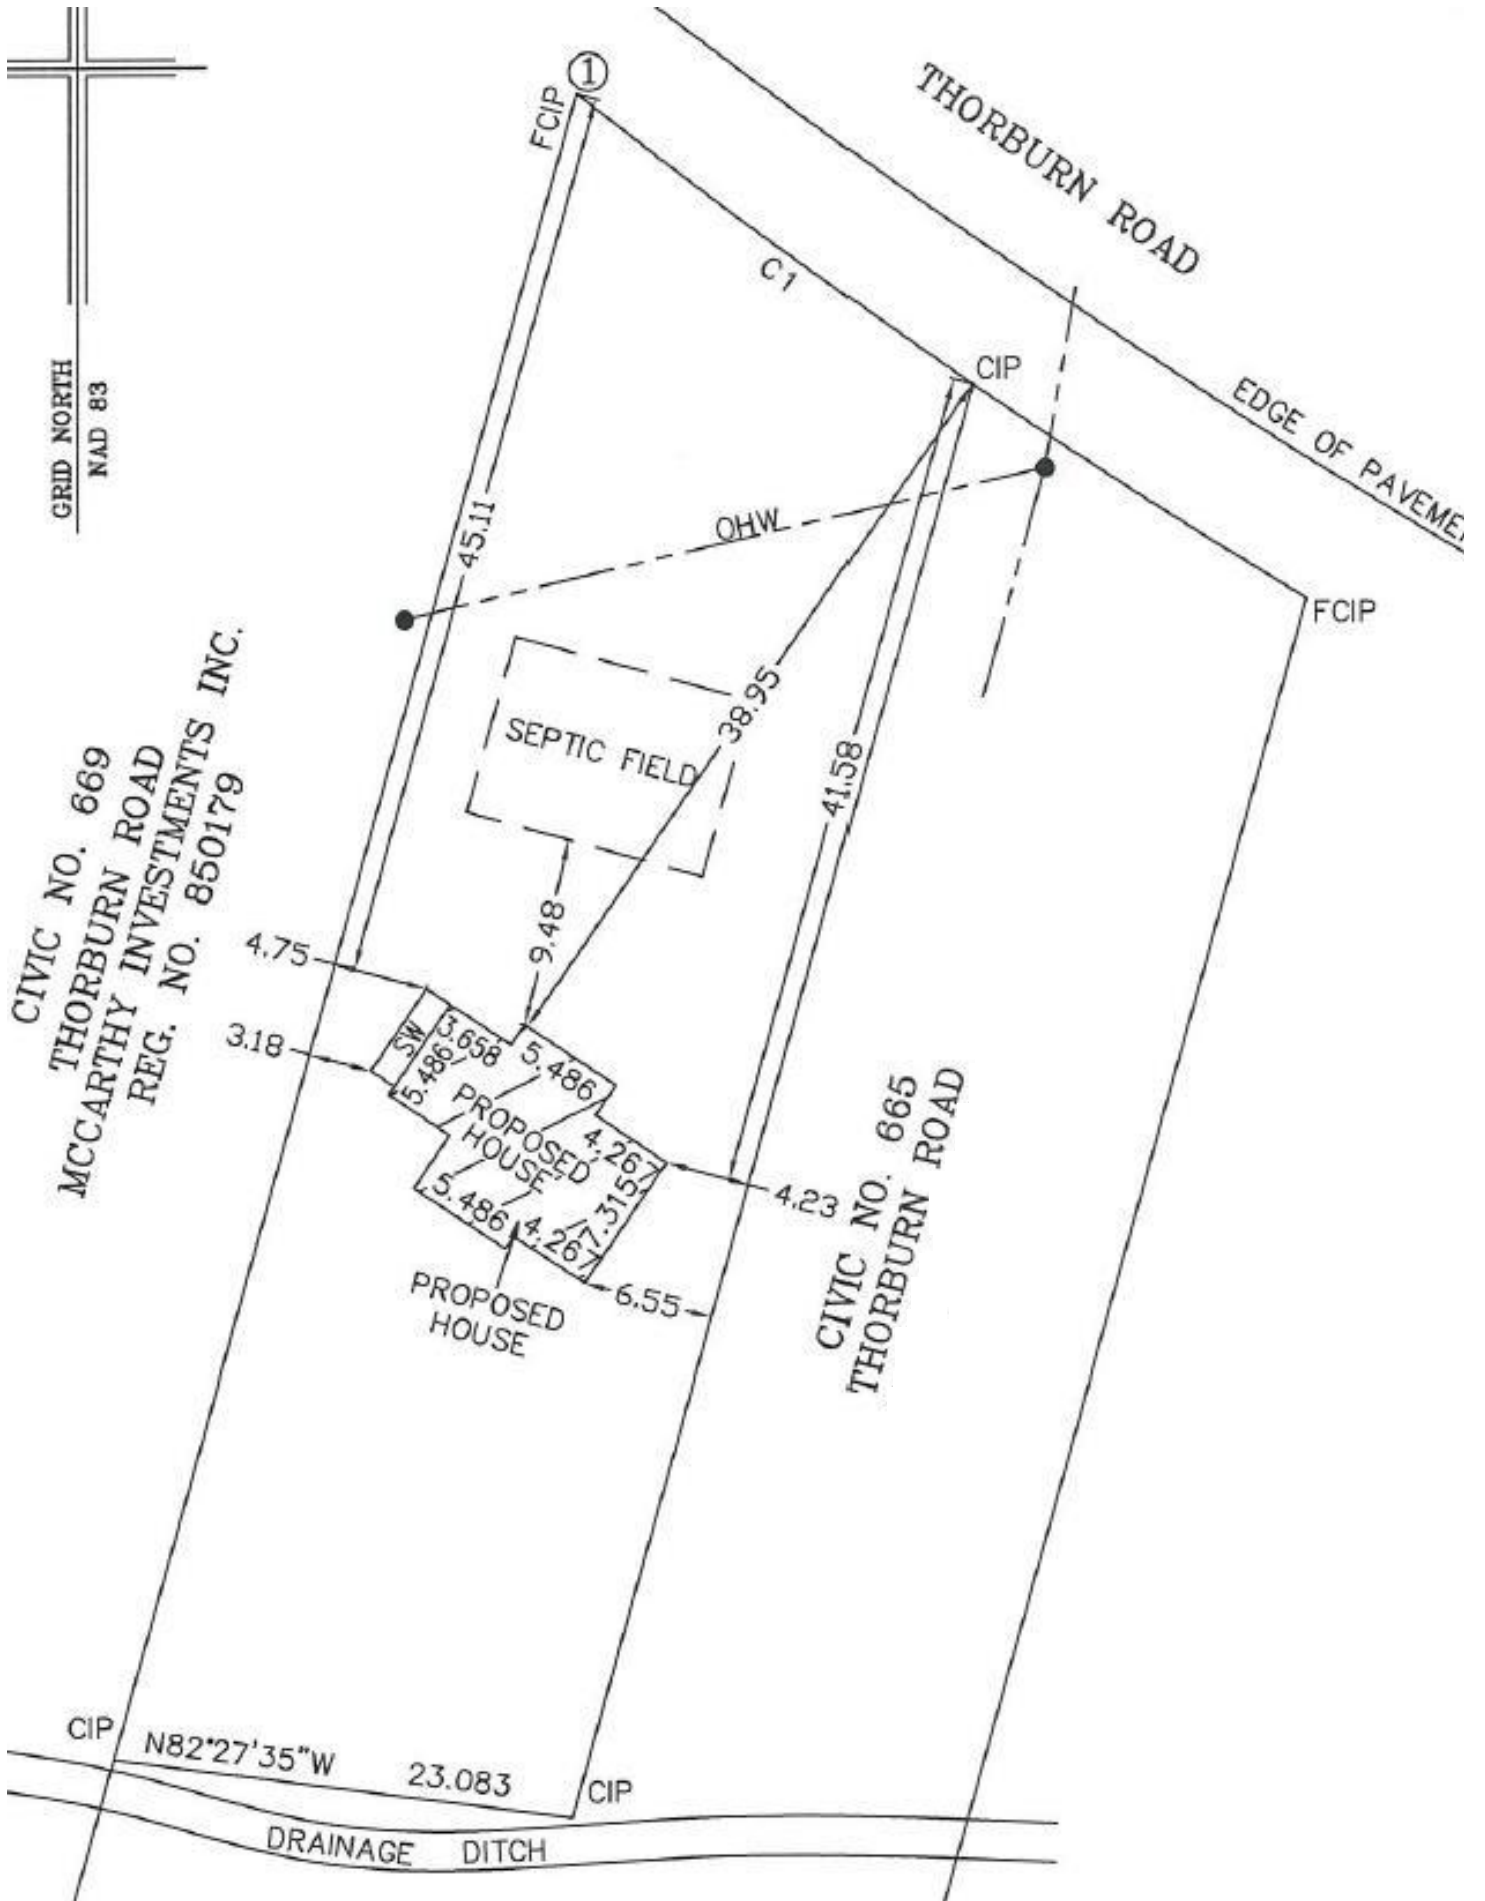 1
FCIP
THORBURN ROAD
C1
CIP
GRID NORTH
NAD 83
EDGE OF PAVEME
45.11
OHW
FCIP
38.95
SEPTIC FIELD
41.58
CIVIC NO. 669
THORBURN ROAD
MCCARTHY INVESTMENTS INC.
REG. NO. 850179
9.48
4.75
3.18
SW
3.658
5.486
5.486
PROPOSED
HOUSE
4.267
7.315
5.486
4.267
4.23
6.55
PROPOSED
HOUSE
CIVIC NO. 665
THORBURN ROAD
CIP
N82°27'35"W 23.083
CIP
DRAINAGE DITCH